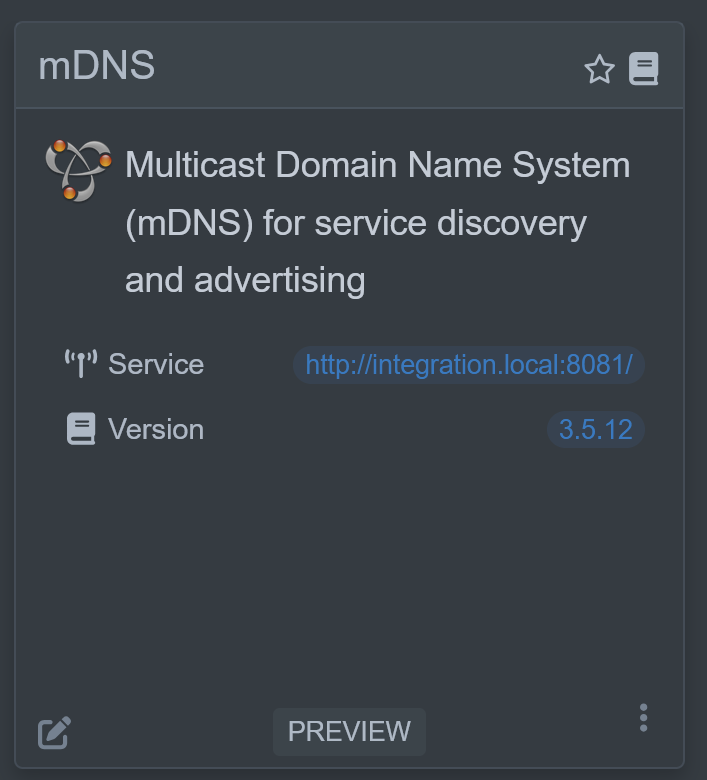 mDNS
Multicast Domain Name System
(mDNS) for service discovery
and advertising
Service http://integration.local:8081/
Version 3.5.12
PREVIEW